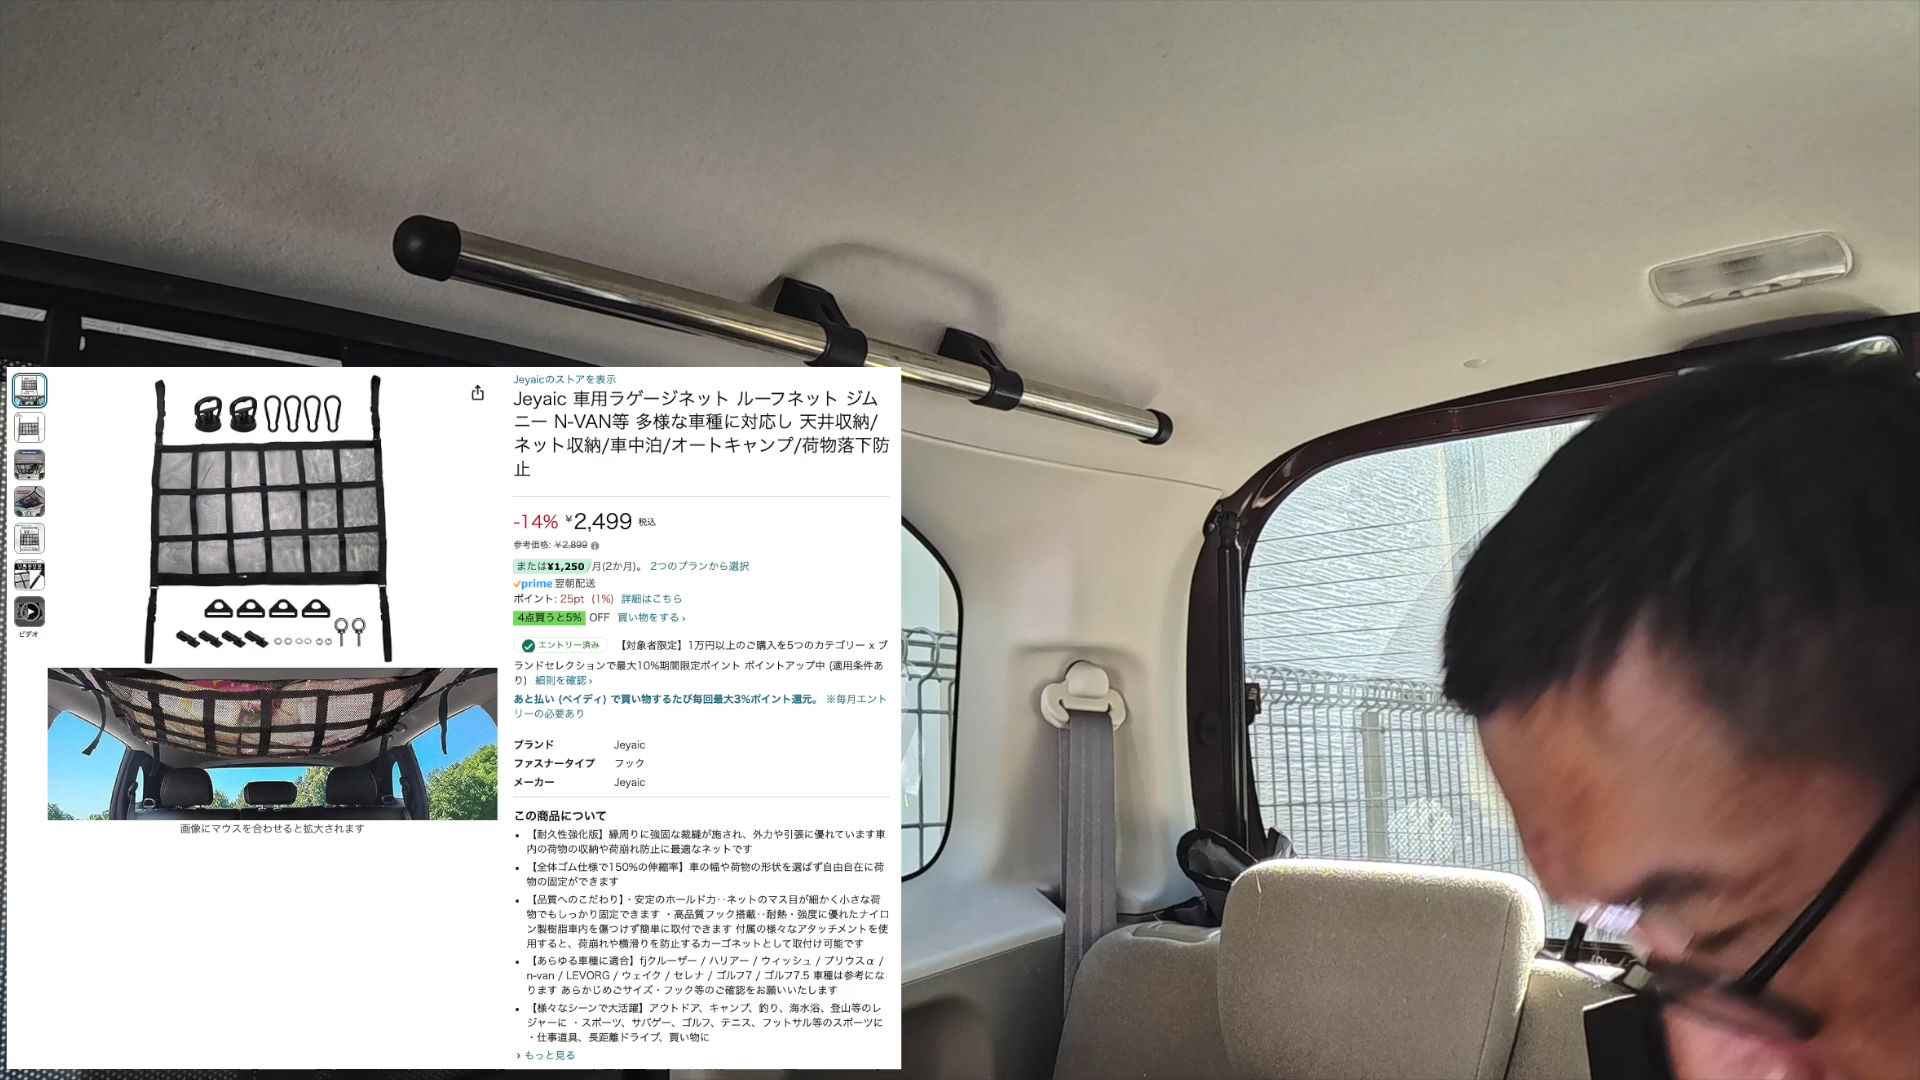 Jeyaicのストアを表示
Jeyaic 車用ラゲージネット ルーフネット ジム
ニー N-VAN等 多様な車種に対応し 天井収納/
ネット収納/車中泊/オートキャンプ/荷物落下防
止
-14% ¥2,499 税込
参考価格: ¥2,899
または¥1,250 /月(2か月)。 2つのプランから選択
prime 翌朝配送
ポイント: 25pt (1%) 詳細はこちら
4点買うと5% OFF 買い物をする ›
エントリー済み 【対象者限定】1万円以上のご購入を5つのカテゴリー x ブ
ランドセレクションで最大10%期間限定ポイント ポイントアップ中 (適用条件あ
り) 細則を確認 ›
あと払い (ペイディ) で買い物するたび毎回最大3%ポイント還元。 ※毎月エント
リーの必要あり
ブランド Jeyaic
ファスナータイプ フック
メーカー Jeyaic
この商品について
• 【耐久性強化版】縁周りに強固な裁縫が施され、外力や引張に優れています車
内の荷物の収納や荷崩れ防止に最適なネットです
• 【全体ゴム仕様で150%の伸縮率】車の幅や荷物の形状を選ばず自由自在に荷
物の固定ができます
• 【品質へのこだわり】・安定のホールド力‥ネットのマス目が細かく小さな荷
物でもしっかり固定できます ・高品質フック搭載‥耐熱・強度に優れたナイロ
ン製樹脂車内を傷つけず簡単に取付できます 付属の様々なアタッチメントを使
用すると、荷崩れや横滑りを防止するカーゴネットとして取付け可能です
• 【あらゆる車種に適合】fjクルーザー / ハリアー / ウィッシュ / プリウスα /
n-van / LEVORG / ウェイク / セレナ / ゴルフ7 / ゴルフ7.5 車種は参考にな
ります あらかじめごサイズ・フック等のご確認をお願いいたします
• 【様々なシーンで大活躍】アウトドア、キャンプ、釣り、海水浴、登山等のレ
ジャーに ・スポーツ、サバゲー、ゴルフ、テニス、フットサル等のスポーツに
・仕事道具、長距離ドライブ、買い物に
› もっと見る
ビデオ
画像にマウスを合わせると拡大されます